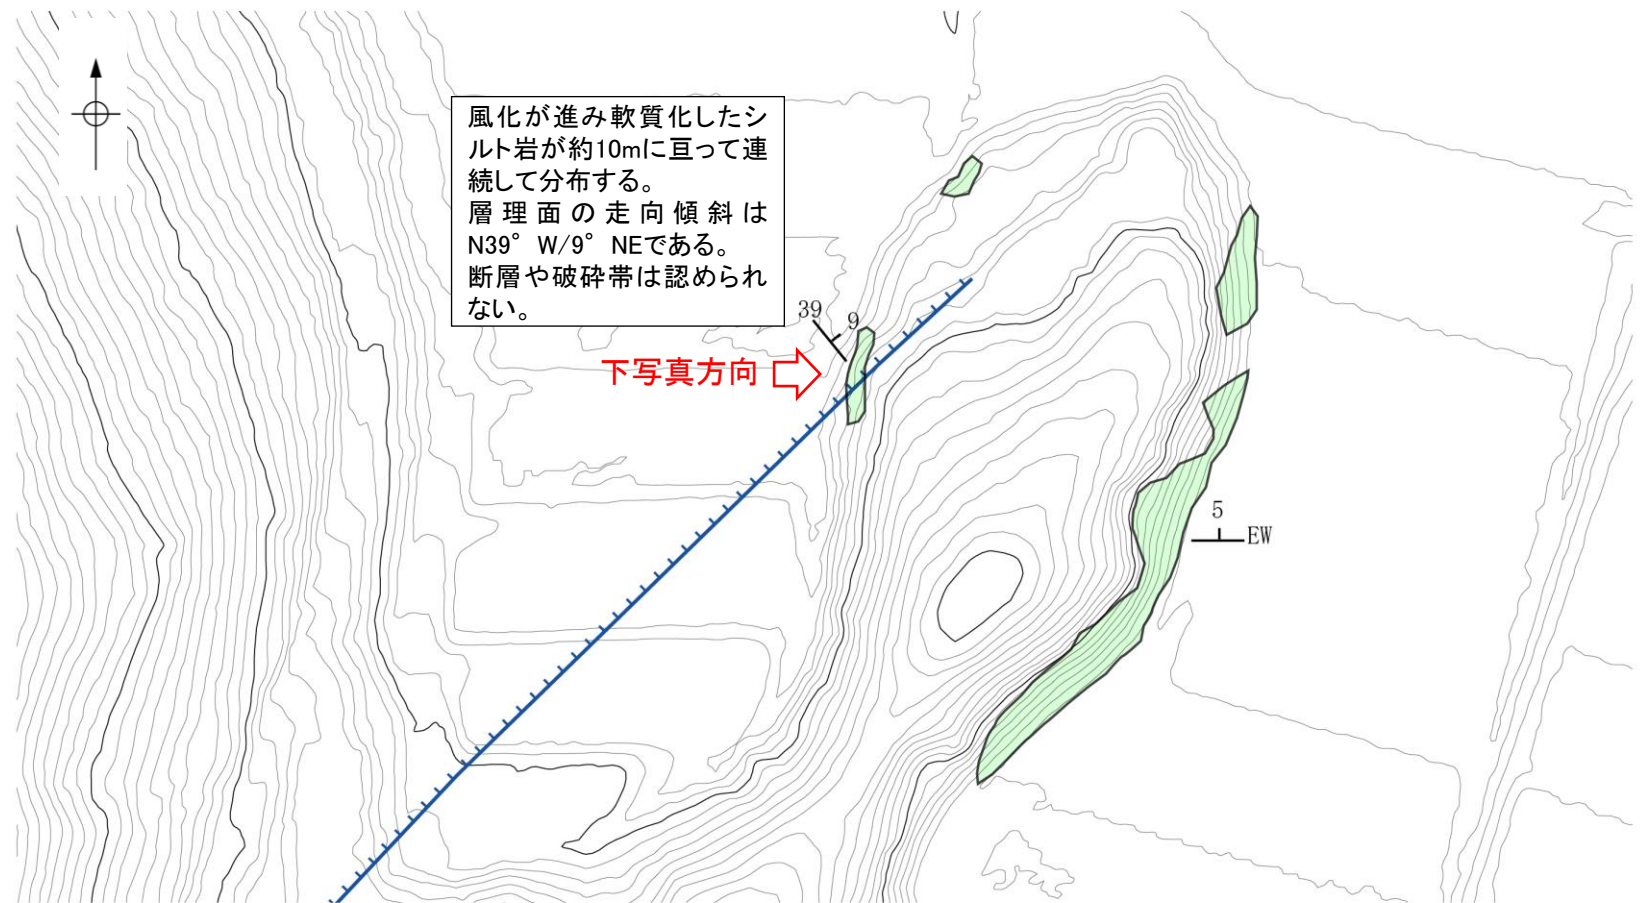 風化が進み軟質化したシ
ルト岩が約10mに亘って連
続して分布する。
層理面の走向傾斜は
N39° W/9° NEである。
断層や破砕帯は認められ
ない。
39
9
下写真方向
5
EW